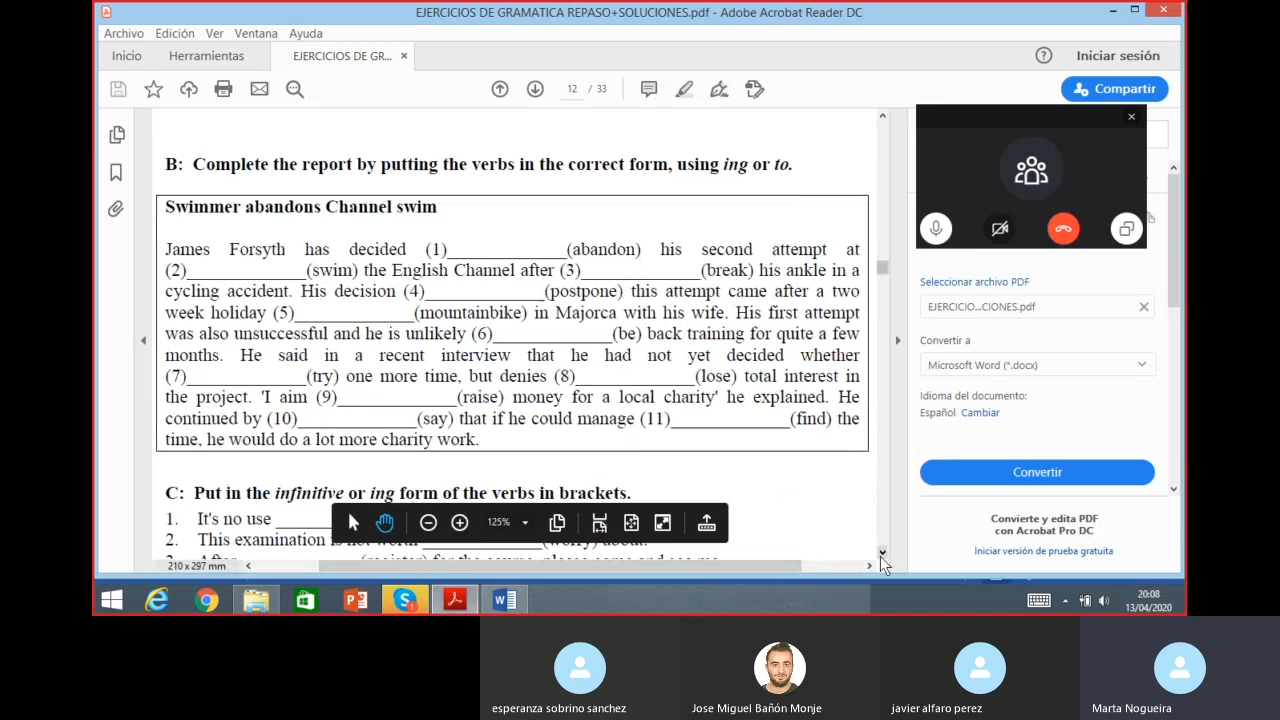 EJERCICIOS DE GRAMATICA REPASO+SOLUCIONES.pdf - Adobe Acrobat Reader DC
Archivo Edición Ver Ventana Ayuda
Inicio Herramientas EJERCICIOS DE GR... × Iniciar sesión
12 / 33 Compartir
B: Complete the report by putting the verbs in the correct form, using ing or to.
Swimmer abandons Channel swim
James Forsyth has decided (1)____________(abandon) his second attempt at
(2)____________(swim) the English Channel after (3)____________(break) his ankle in a
cycling accident. His decision (4)____________(postpone) this attempt came after a two
week holiday (5)____________(mountainbike) in Majorca with his wife. His first attempt
was also unsuccessful and he is unlikely (6)____________(be) back training for quite a few
months. He said in a recent interview that he had not yet decided whether
(7)____________(try) one more time, but denies (8)____________(lose) total interest in
the project. 'I aim (9)____________(raise) money for a local charity' he explained. He
continued by (10)____________(say) that if he could manage (11)____________(find) the
time, he would do a lot more charity work.
C: Put in the infinitive or ing form of the verbs in brackets.
1. It's no use ______
2. This examination is not worth ____________(worry) about.
3. After ____________(register) for the course, please come and see me.
125%
210 x 297 mm
Seleccionar archivo PDF
EJERCICIO...CIONES.pdf
Convertir a
Microsoft Word (*.docx)
Idioma del documento:
Español Cambiar
Convertir
Convierte y edita PDF
con Acrobat Pro DC
Iniciar versión de prueba gratuita
20:08
13/04/2020
esperanza sobrino sanchez
Jose Miguel Bañón Monje
javier alfaro perez
Marta Nogueira